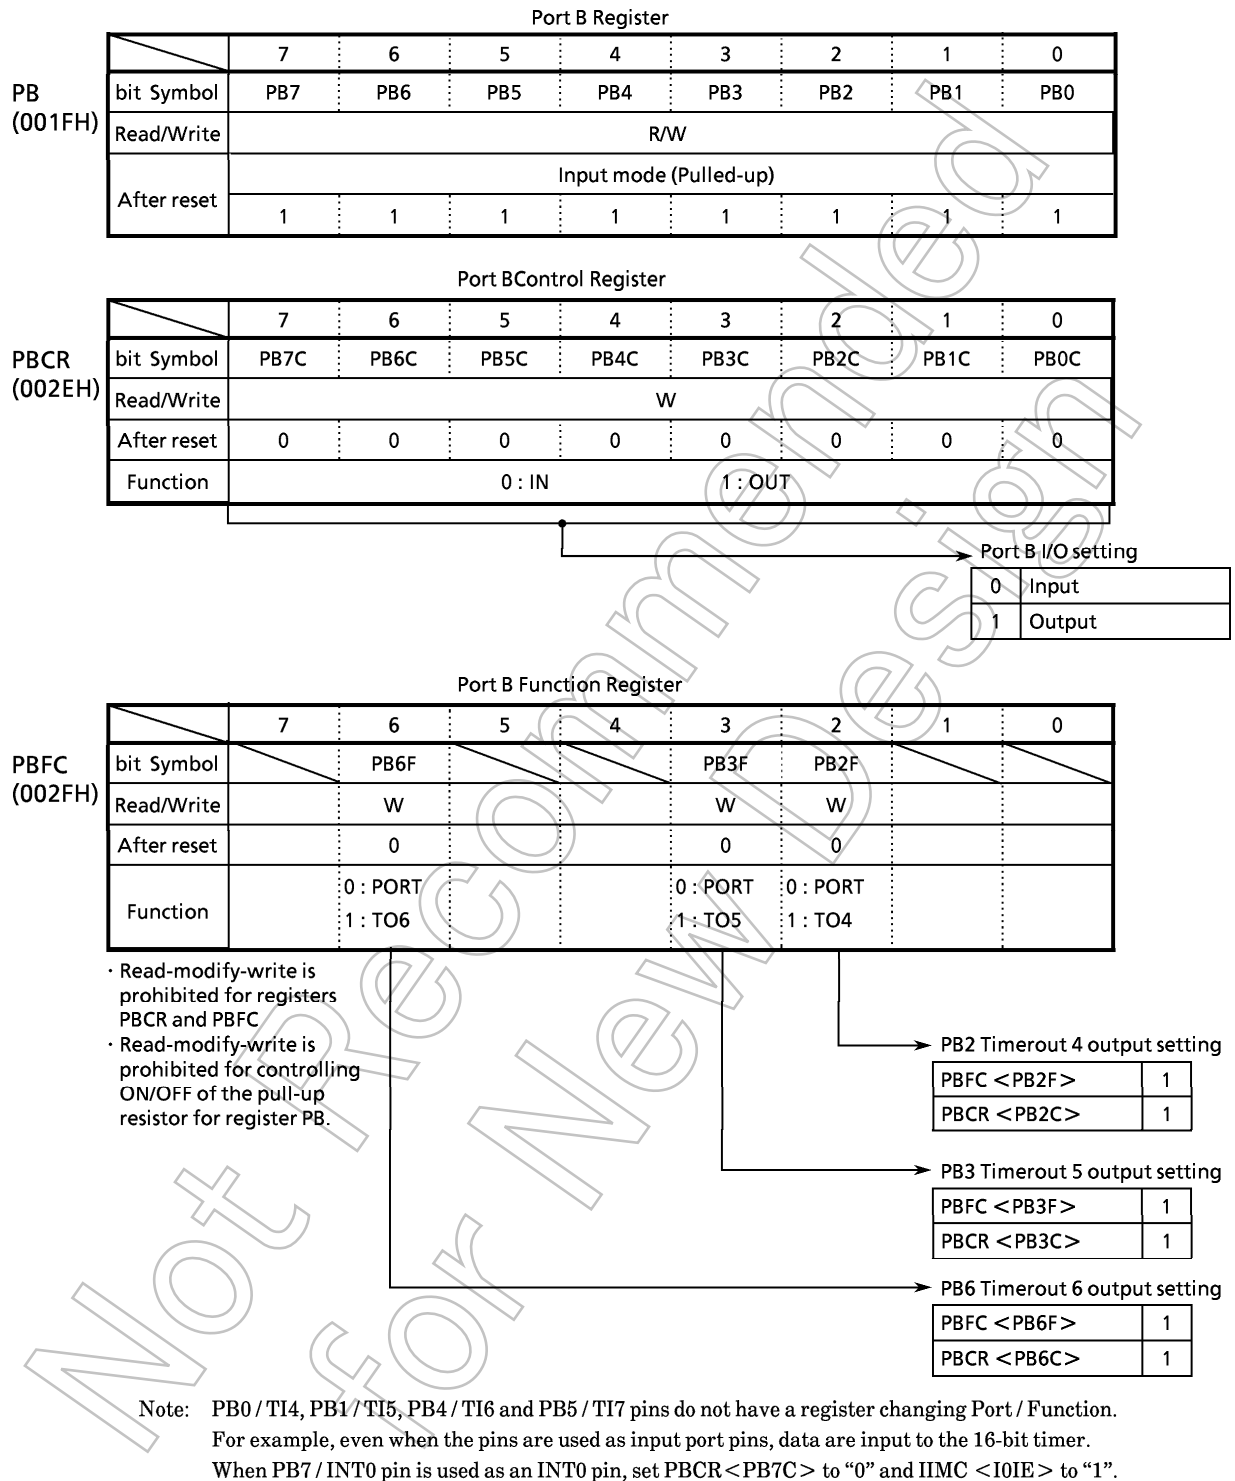 Port B Register
7 6 5 4 3 2 1 0
PB
(001FH)
bit Symbol PB7 PB6 PB5 PB4 PB3 PB2 PB1 PB0
Read/Write R/W
After reset Input mode (Pulled-up)
1 1 1 1 1 1 1 1
Port BControl Register
7 6 5 4 3 2 1 0
PBCR
(002EH)
bit Symbol PB7C PB6C PB5C PB4C PB3C PB2C PB1C PB0C
Read/Write W
After reset 0 0 0 0 0 0 0 0
Function 0 : IN 1 : OUT
Port B I/O setting
0 Input
1 Output
Port B Function Register
7 6 5 4 3 2 1 0
PBFC
(002FH)
bit Symbol PB6F PB3F PB2F
Read/Write W W W
After reset 0 0 0
Function 0 : PORT 0 : PORT 0 : PORT
1 : TO6 1 : TO5 1 : TO4
· Read-modify-write is
prohibited for registers
PBCR and PBFC
· Read-modify-write is
prohibited for controlling
ON/OFF of the pull-up
resistor for register PB.
PB2 Timerout 4 output setting
PBFC <PB2F> 1
PBCR <PB2C> 1
PB3 Timerout 5 output setting
PBFC <PB3F> 1
PBCR <PB3C> 1
PB6 Timerout 6 output setting
PBFC <PB6F> 1
PBCR <PB6C> 1
Note: PB0 / TI4, PB1 / TI5, PB4 / TI6 and PB5 / TI7 pins do not have a register changing Port / Function.
For example, even when the pins are used as input port pins, data are input to the 16-bit timer.
When PB7 / INT0 pin is used as an INT0 pin, set PBCR<PB7C> to “0” and IIMC <I0IE> to “1”.
Not Recommended
for New Design